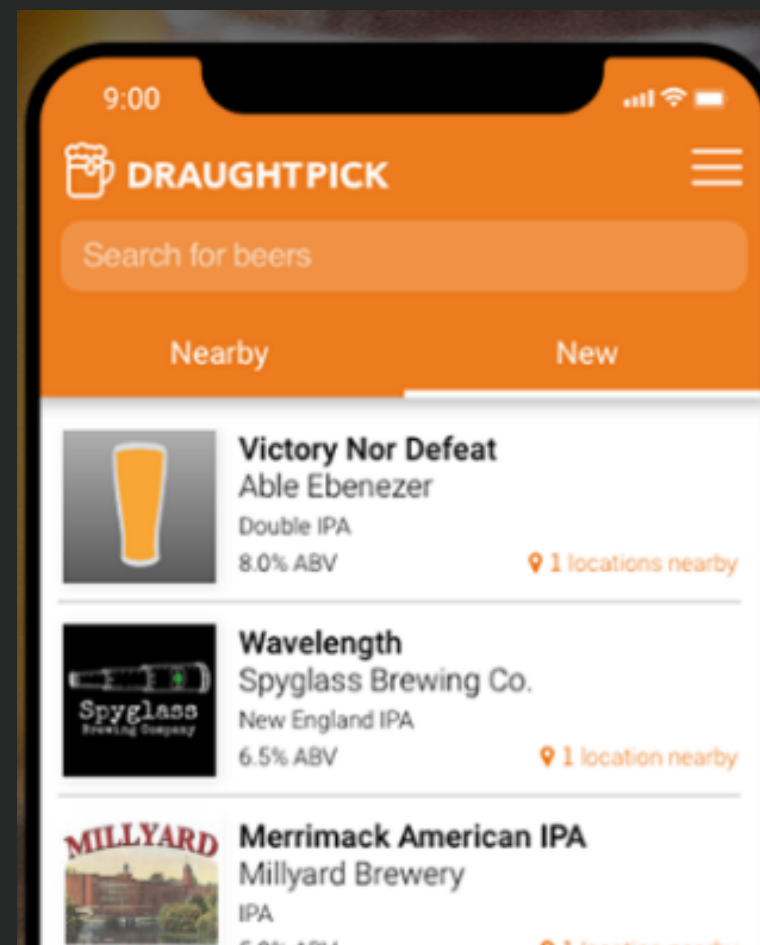 9:00
DRAUGHTPICK
Search for beers
Nearby
New
Victory Nor Defeat
Able Ebenezer
Double IPA
8.0% ABV
1 locations nearby
Spyglass
Brewing Company
Wavelength
Spyglass Brewing Co.
New England IPA
6.5% ABV
1 location nearby
MILLYARD
Merrimack American IPA
Millyard Brewery
IPA